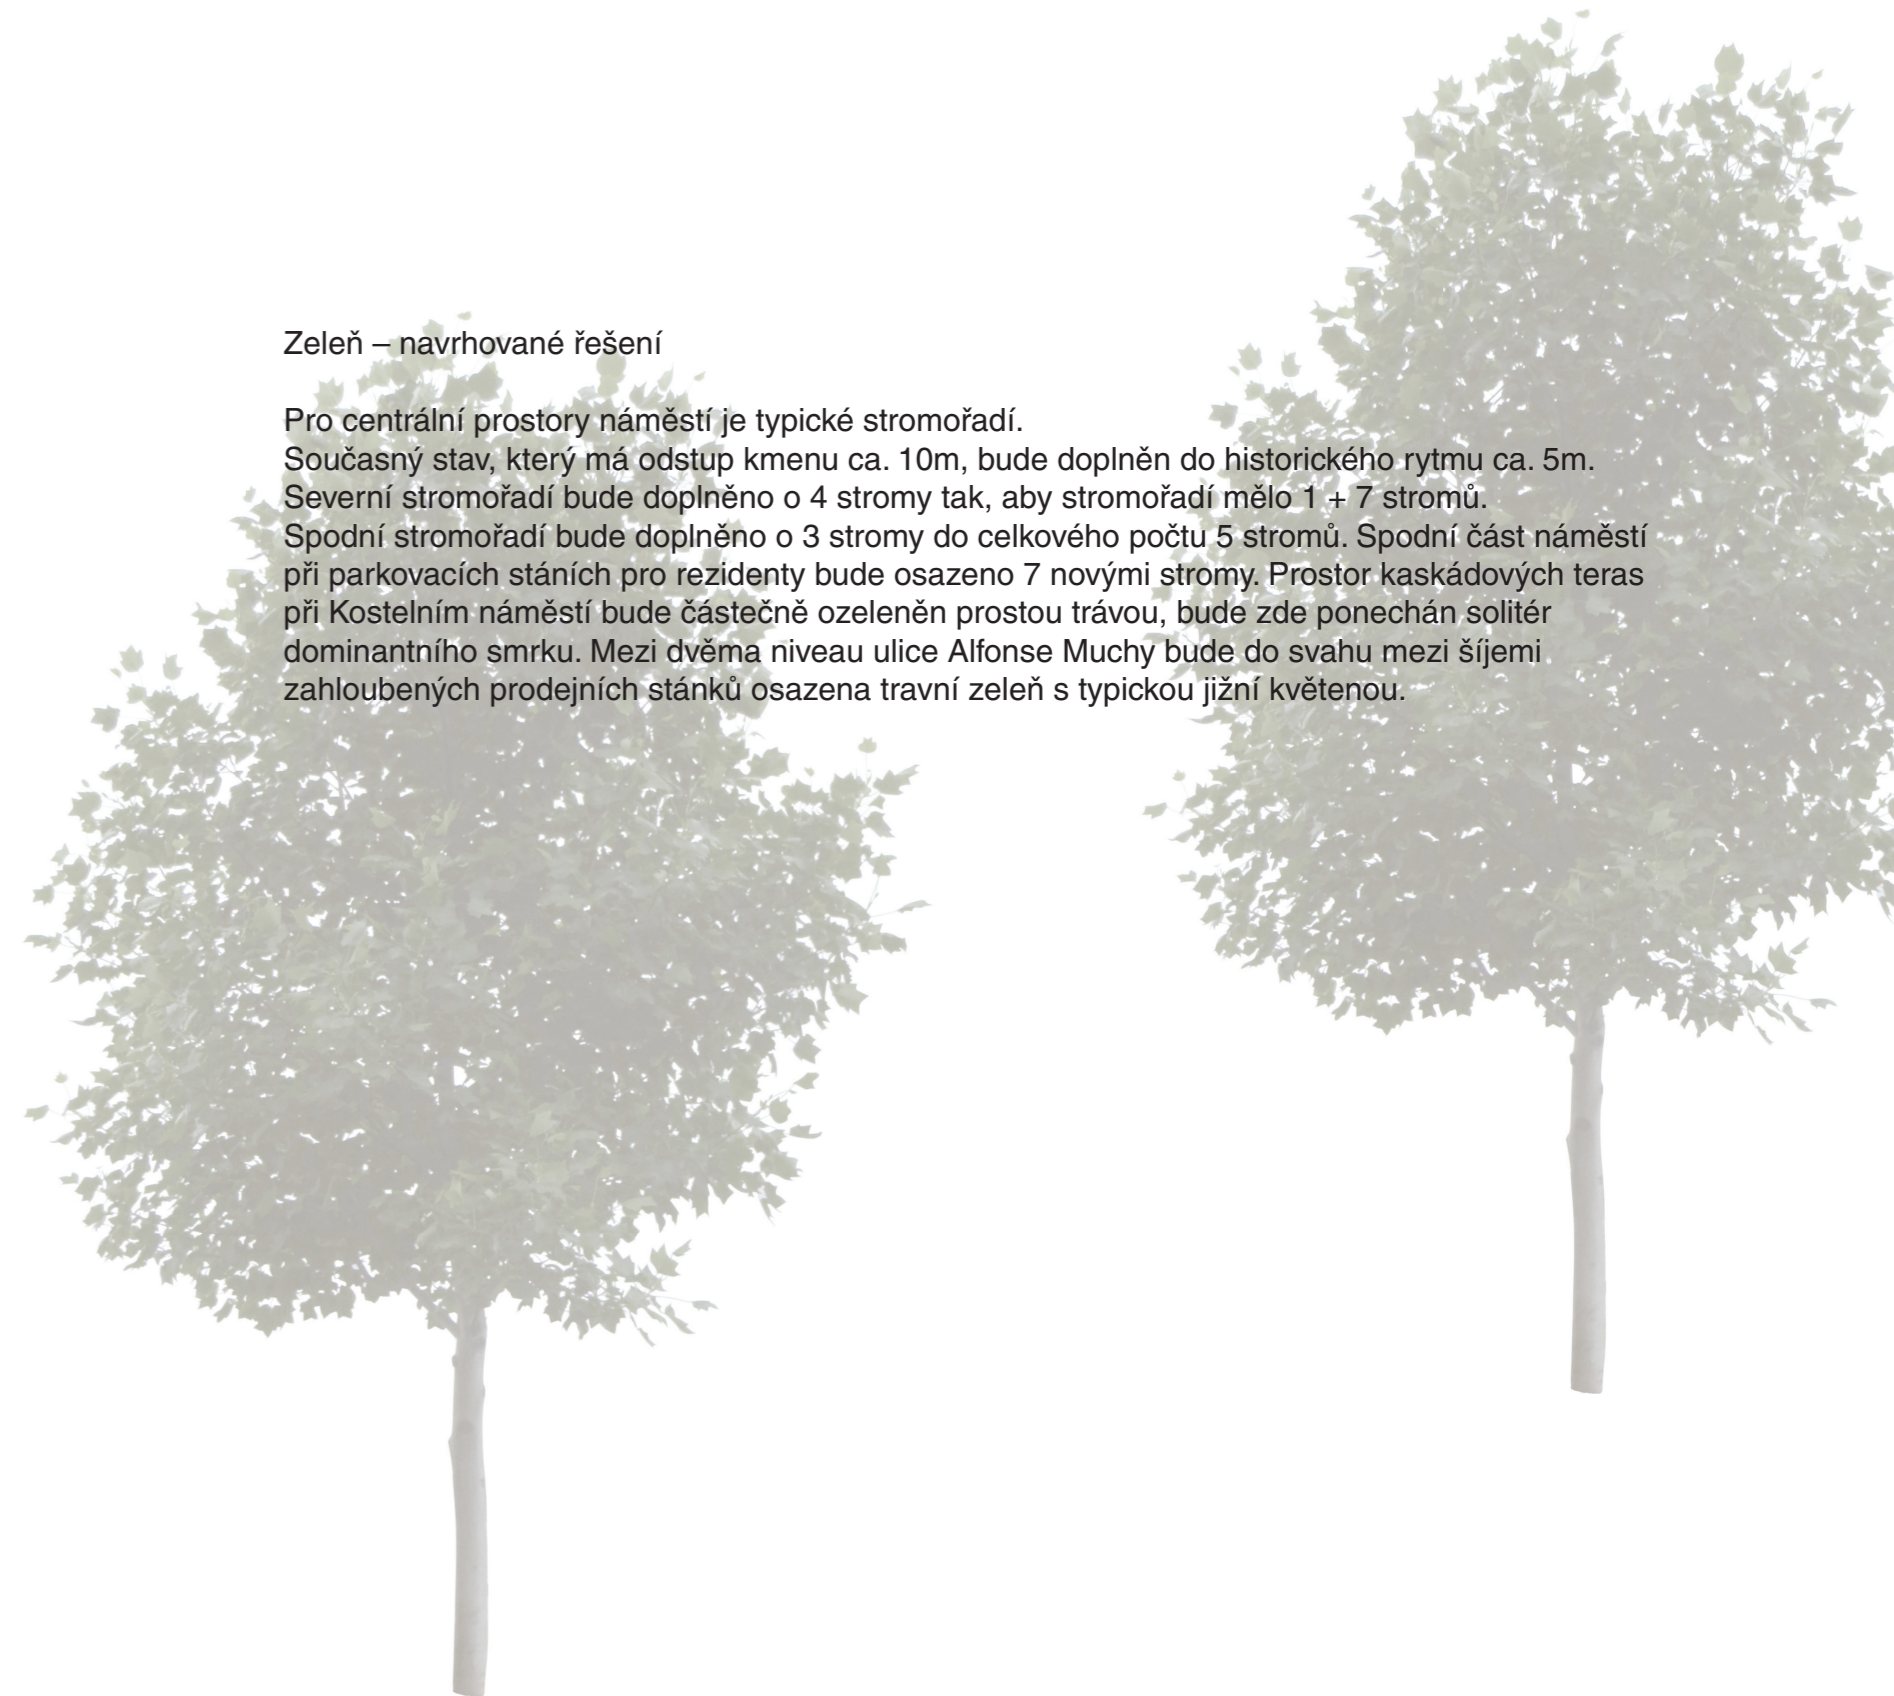 Zeleň – navrhované řešení
Pro centrální prostory náměstí je typické stromořadí.
Současný stav, který má odstup kmenu ca. 10m, bude doplněn do historického rytmu ca. 5m.
Severní stromořadí bude doplněno o 4 stromy tak, aby stromořadí mělo 1 + 7 stromů.
Spodní stromořadí bude doplněno o 3 stromy do celkového počtu 5 stromů. Spodní část náměstí
při parkovacích stáních pro rezidenty bude osazeno 7 novými stromy. Prostor kaskádových teras
při Kostelním náměstí bude částečně ozeleněn prostou trávou, bude zde ponechán solitér
dominantního smrku. Mezi dvěma niveau ulice Alfonse Muchy bude do svahu mezi šíjemi
zahloubených prodejních stánků osazena travní zeleň s typickou jižní květenou.